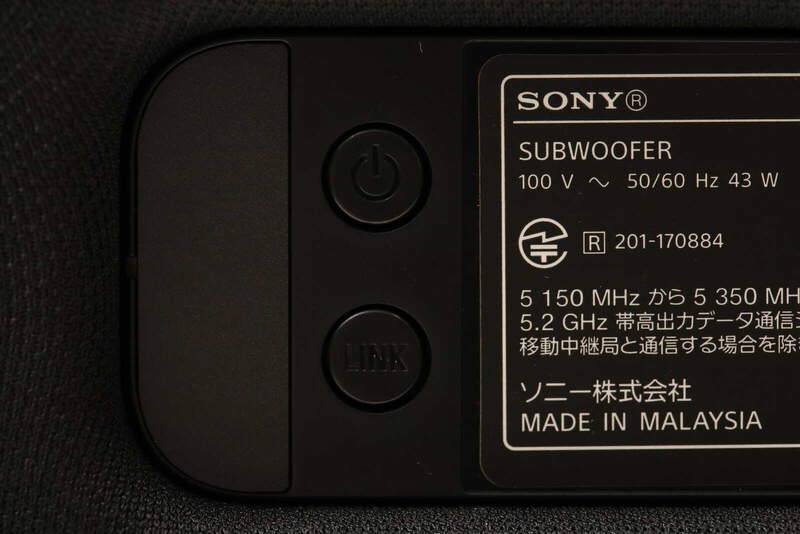 SONY®
SUBWOOFER
100 V ～ 50/60 Hz 43 W
R 201-170884
5 150 MHz から 5 350 MH
5.2 GHz 帯高出力データ通信
移動中継局と通信する場合を除
LINK
ソニー株式会社
MADE IN MALAYSIA